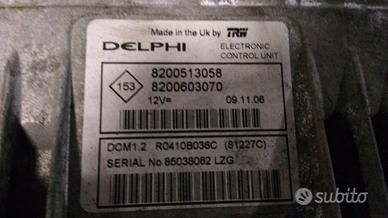 Made in the Uk by TRW
DELPHI
ELECTRONIC
CONTROL UNIT
153
8200513058
8200603070
12V=
09.11.06
DCM1.2 R0410B036C (81227C)
SERIAL No 85038062 LZG
subito